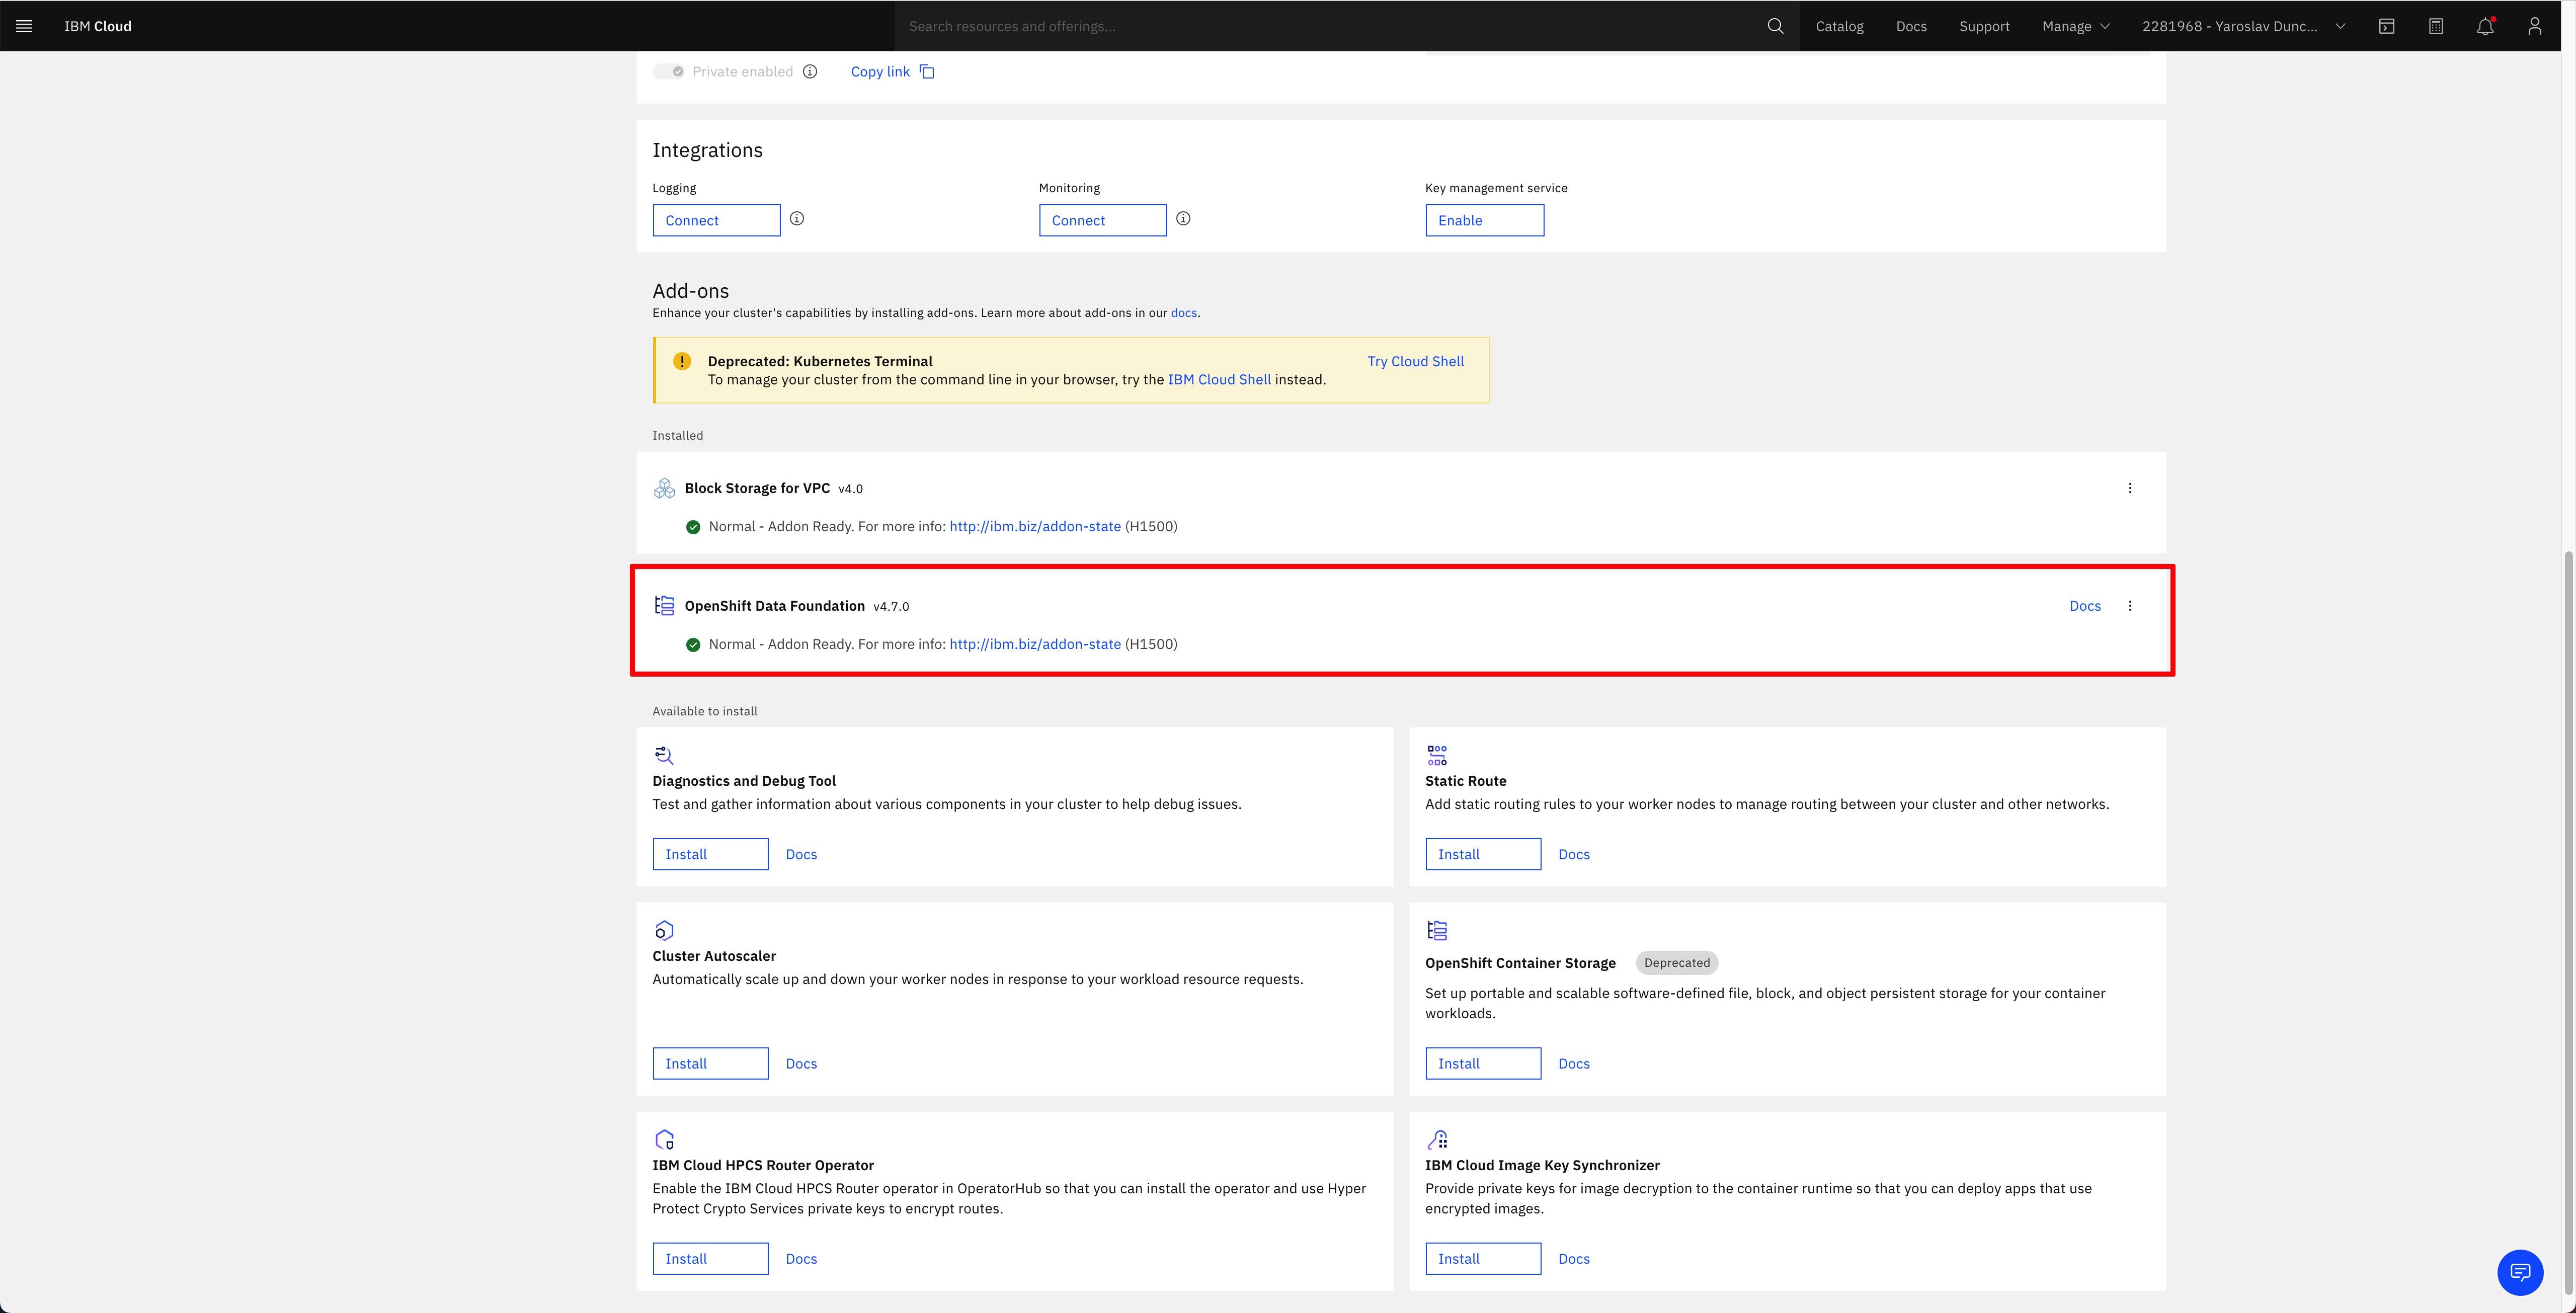 IBM Cloud
Search resources and offerings...
Catalog
Docs
Support
Manage
2281968 - Yaroslav Dunc...
Private enabled
Copy link
Integrations
Logging
Monitoring
Key management service
Connect
Connect
Enable
Add-ons
Enhance your cluster's capabilities by installing add-ons. Learn more about add-ons in our docs.
Deprecated: Kubernetes Terminal
Try Cloud Shell
To manage your cluster from the command line in your browser, try the IBM Cloud Shell instead.
Installed
Block Storage for VPC v4.0
Normal - Addon Ready. For more info: http://ibm.biz/addon-state (H1500)
OpenShift Data Foundation v4.7.0
Docs
Normal - Addon Ready. For more info: http://ibm.biz/addon-state (H1500)
Available to install
Diagnostics and Debug Tool
Test and gather information about various components in your cluster to help debug issues.
Install
Docs
Static Route
Add static routing rules to your worker nodes to manage routing between your cluster and other networks.
Install
Docs
Cluster Autoscaler
Automatically scale up and down your worker nodes in response to your workload resource requests.
Install
Docs
OpenShift Container Storage
Deprecated
Set up portable and scalable software-defined file, block, and object persistent storage for your container
workloads.
Install
Docs
IBM Cloud HPCS Router Operator
Enable the IBM Cloud HPCS Router operator in OperatorHub so that you can install the operator and use Hyper
Protect Crypto Services private keys to encrypt routes.
Install
Docs
IBM Cloud Image Key Synchronizer
Provide private keys for image decryption to the container runtime so that you can deploy apps that use
encrypted images.
Install
Docs